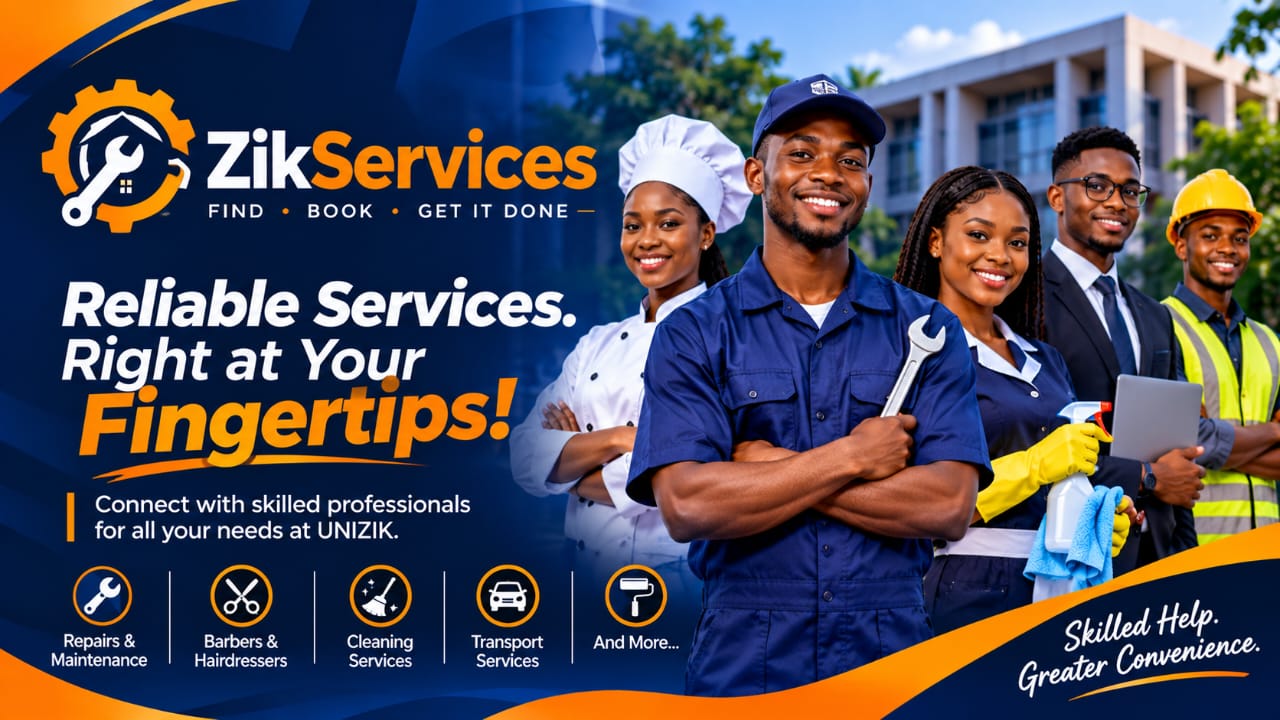 ZikServices
FIND • BOOK • GET IT DONE
Reliable Services.
Right at Your
Fingertips!
Connect with skilled professionals
for all your needs at UNIZIK.
Repairs &
Maintenance
Barbers &
Hairdressers
Cleaning
Services
Transport
Services
And More...
Skilled Help.
Greater Convenience.